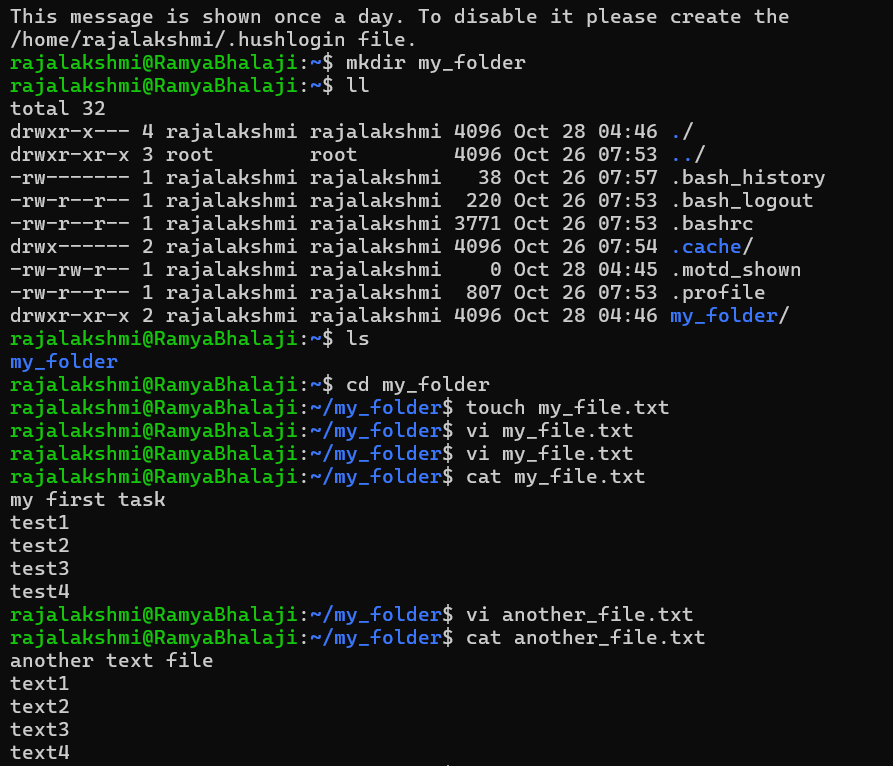 This message is shown once a day. To disable it please create the
/home/rajalakshmi/.hushlogin file.
rajalakshmi@RamyaBhalaji:~$ mkdir my_folder
rajalakshmi@RamyaBhalaji:~$ ll
total 32
drwxr-x--- 4 rajalakshmi rajalakshmi 4096 Oct 28 04:46 ./
drwxr-xr-x 3 root        root        4096 Oct 26 07:53 ../
-rw------- 1 rajalakshmi rajalakshmi   38 Oct 26 07:57 .bash_history
-rw-r--r-- 1 rajalakshmi rajalakshmi  220 Oct 26 07:53 .bash_logout
-rw-r--r-- 1 rajalakshmi rajalakshmi 3771 Oct 26 07:53 .bashrc
drwx------ 2 rajalakshmi rajalakshmi 4096 Oct 26 07:54 .cache/
-rw-rw-r-- 1 rajalakshmi rajalakshmi    0 Oct 28 04:45 .motd_shown
-rw-r--r-- 1 rajalakshmi rajalakshmi  807 Oct 26 07:53 .profile
drwxr-xr-x 2 rajalakshmi rajalakshmi 4096 Oct 28 04:46 my_folder/
rajalakshmi@RamyaBhalaji:~$ ls
my_folder
rajalakshmi@RamyaBhalaji:~$ cd my_folder
rajalakshmi@RamyaBhalaji:~/my_folder$ touch my_file.txt
rajalakshmi@RamyaBhalaji:~/my_folder$ vi my_file.txt
rajalakshmi@RamyaBhalaji:~/my_folder$ vi my_file.txt
rajalakshmi@RamyaBhalaji:~/my_folder$ cat my_file.txt
my first task
test1
test2
test3
test4
rajalakshmi@RamyaBhalaji:~/my_folder$ vi another_file.txt
rajalakshmi@RamyaBhalaji:~/my_folder$ cat another_file.txt
another text file
text1
text2
text3
text4